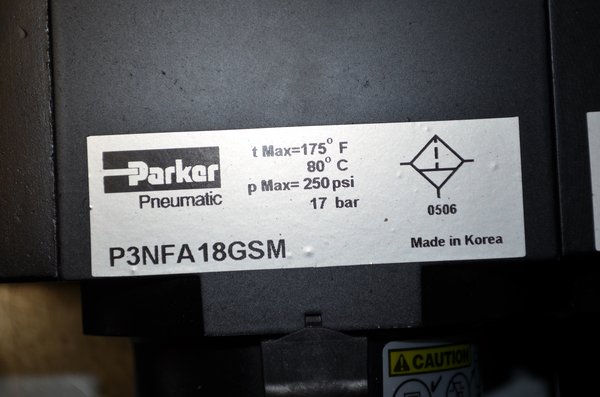 Parker
Pneumatic
t Max=175° F
80° C
p Max= 250 psi
17 bar
0506
P3NFA18GSM
Made in Korea
CAUTION